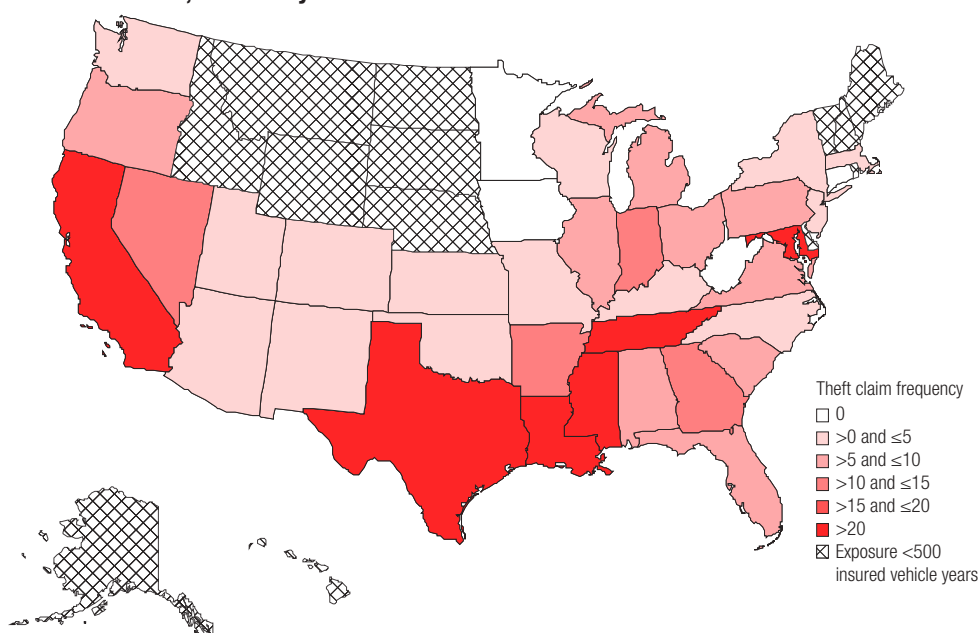 Theft claim frequency
0
>0 and ≤5
>5 and ≤10
>10 and ≤15
>15 and ≤20
>20
Exposure <500
insured vehicle years